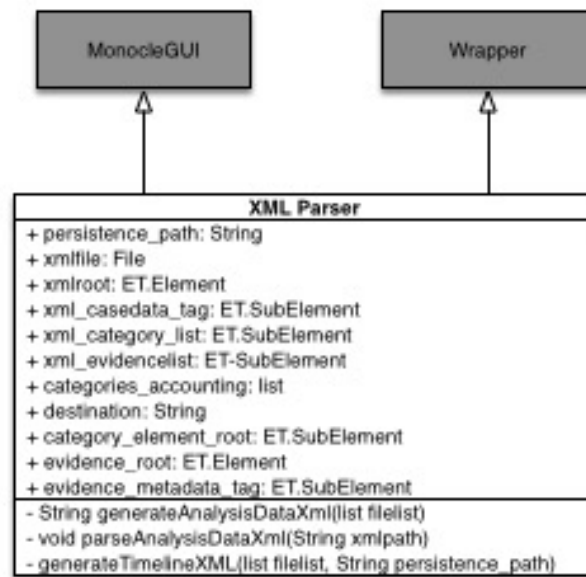 MonocleGUI
Wrapper
XML Parser
+ persistence_path: String
+ xmlfile: File
+ xmlroot: ET.Element
+ xml_casedata_tag: ET.SubElement
+ xml_category_list: ET.SubElement
+ xml_evidencelist: ET-SubElement
+ categories_accounting: list
+ destination: String
+ category_element_root: ET.SubElement
+ evidence_root: ET.Element
+ evidence_metadata_tag: ET.SubElement
- String generateAnalysisDataXml(list filelist)
- void parseAnalysisDataXml(String xmlpath)
- generateTimelineXML(list filelist, String persistence_path)